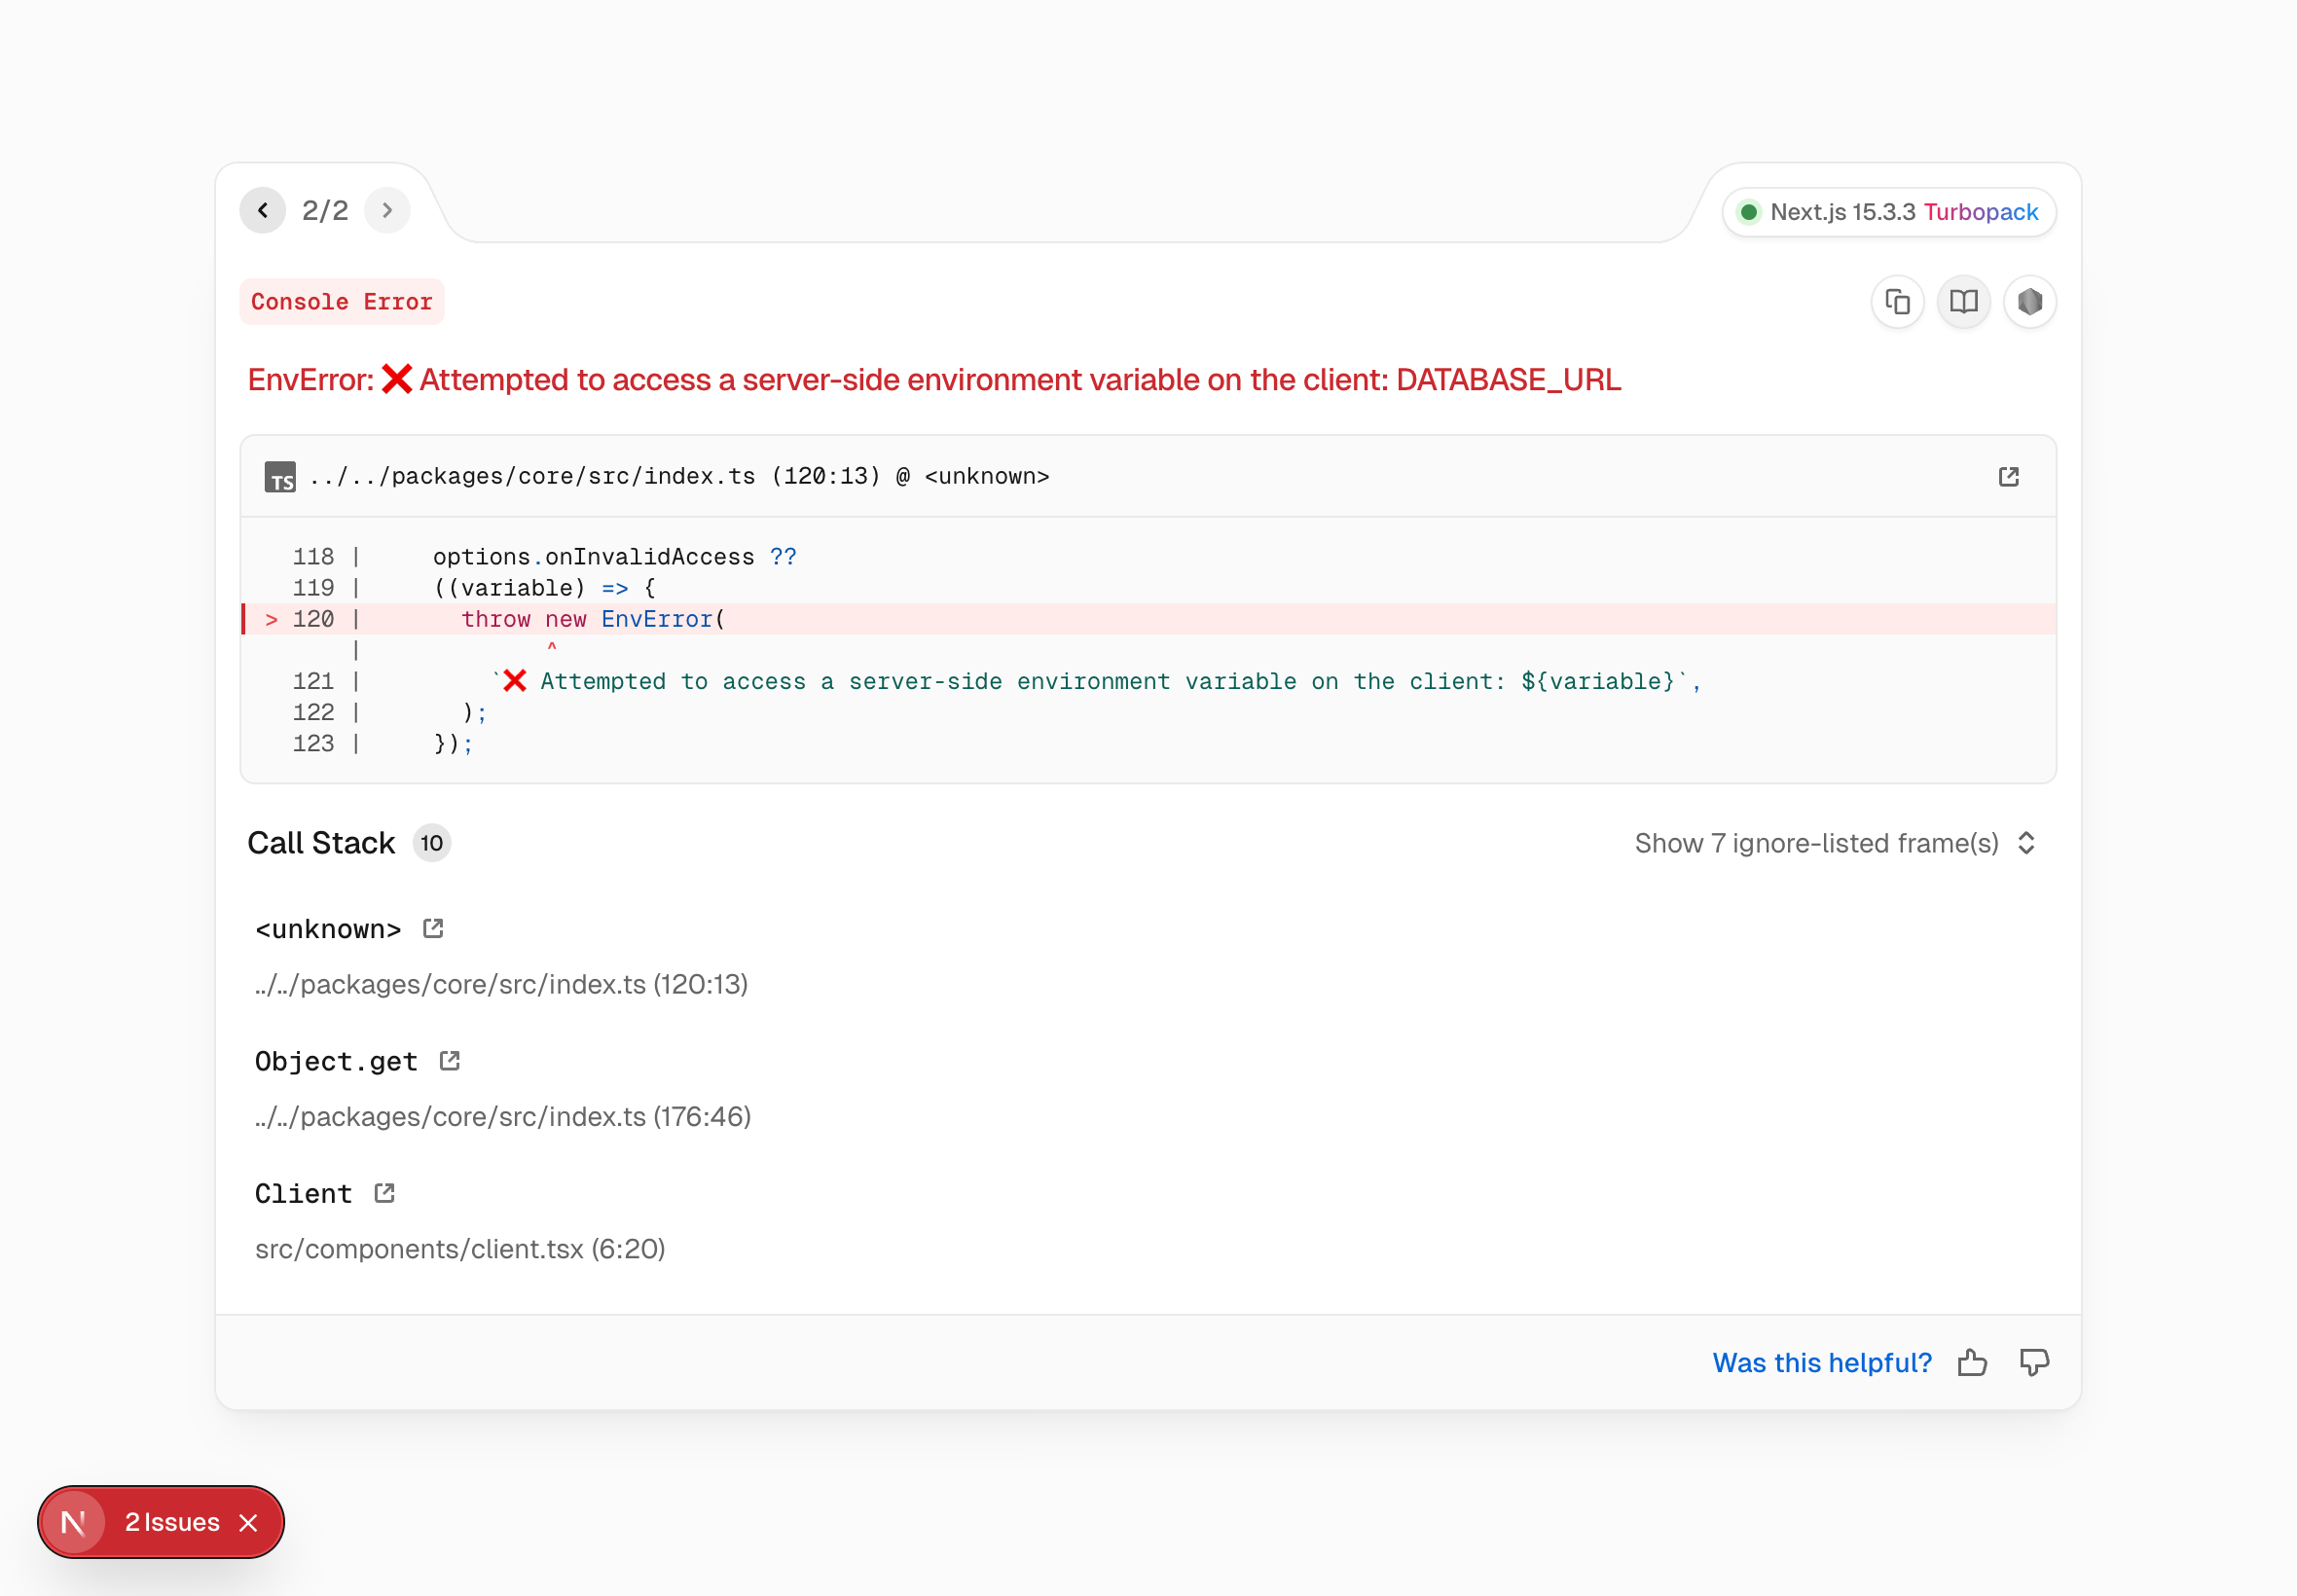 2/2
Next.js 15.3.3 Turbopack
Console Error
EnvError: ❌ Attempted to access a server-side environment variable on the client: DATABASE_URL
TS ../../packages/core/src/index.ts (120:13) @ <unknown>
118 |     options.onInvalidAccess ??
119 |     ((variable) => {
> 120 |       throw new EnvError(
|             ^
121 |         `❌ Attempted to access a server-side environment variable on the client: ${variable}`,
122 |       );
123 |     });
Call Stack 10
Show 7 ignore-listed frame(s)
<unknown>
../../packages/core/src/index.ts (120:13)
Object.get
../../packages/core/src/index.ts (176:46)
Client
src/components/client.tsx (6:20)
Was this helpful?
N 2 Issues